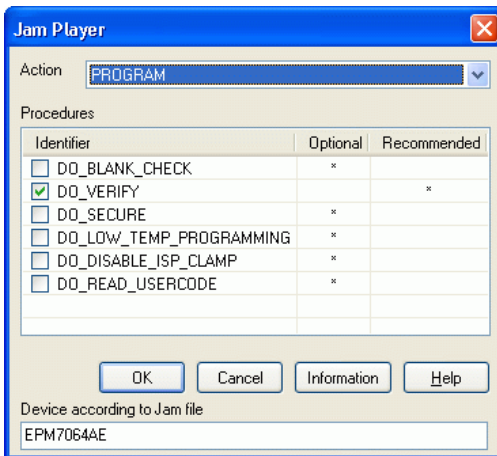 Jam Player
Action PROGRAM
Procedures
Identifier Optional Recommended
DO_BLANK_CHECK *
DO_VERIFY *
DO_SECURE *
DO_LOW_TEMP_PROGRAMMING *
DO_DISABLE_ISP_CLAMP *
DO_READ_USERCODE *
OK Cancel Information Help
Device according to Jam file
EPM7064AE